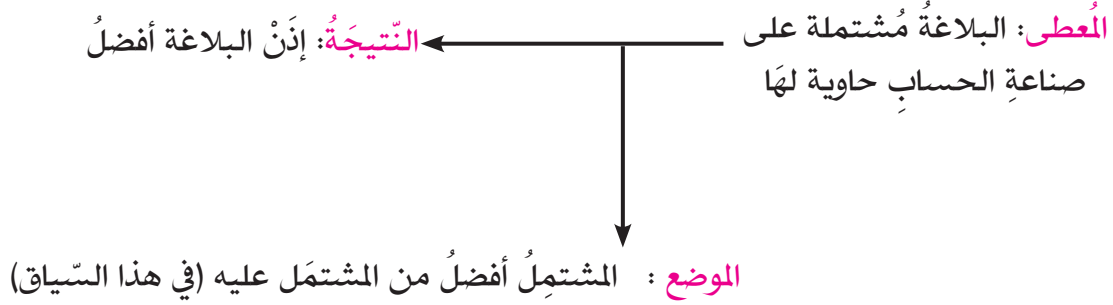 المُعطى: البلاغةُ مُشتملة على
صناعةِ الحسابِ حاوية لهَا
النّتيجَةُ: إذَنْ البلاغة أفضلُ
الموضع : المشتمِلُ أفضلُ من المشتمَل عليه (في هذا السّياق)